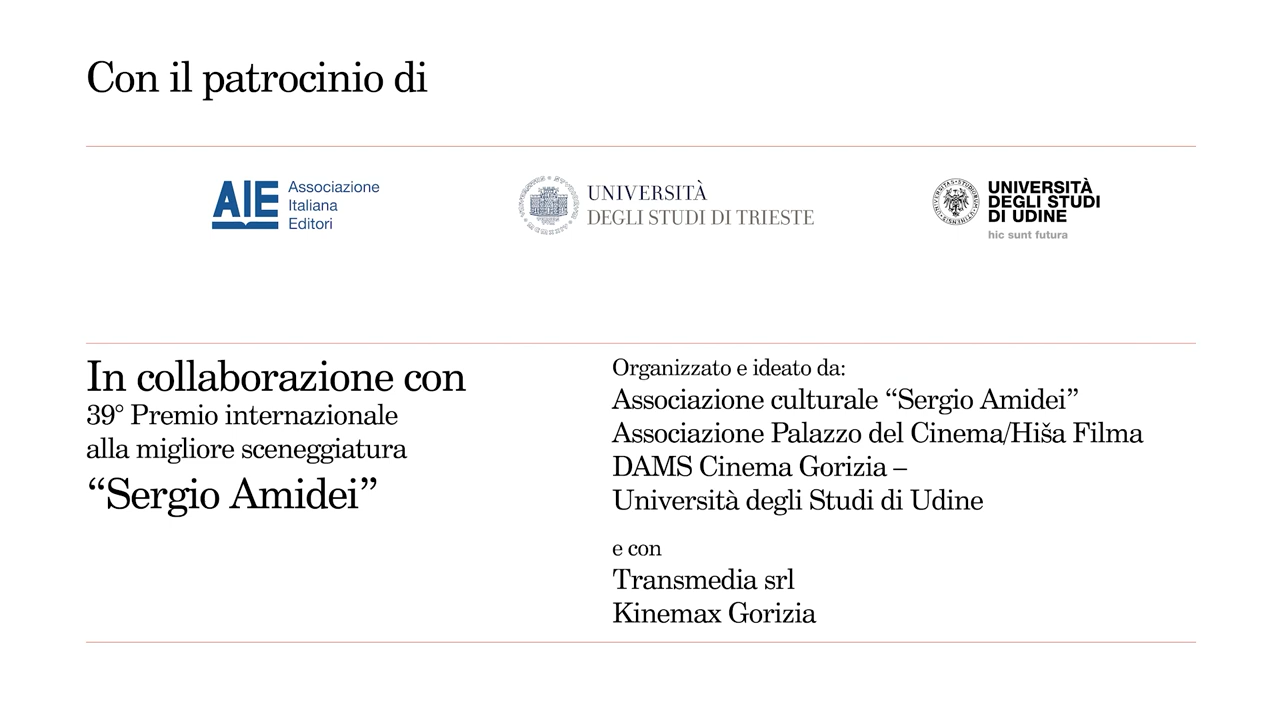 Con il patrocinio di
AIE
Associazione
Italiana
Editori
UNIVERSITÀ
DEGLI STUDI DI TRIESTE
UNIVERSITÀ
DEGLI STUDI
DI UDINE
hic sunt futura
In collaborazione con
39° Premio internazionale
alla migliore sceneggiatura
“Sergio Amidei”
Organizzato e ideato da:
Associazione culturale “Sergio Amidei”
Associazione Palazzo del Cinema/Hiša Filma
DAMS Cinema Gorizia –
Università degli Studi di Udine
e con
Transmedia srl
Kinemax Gorizia